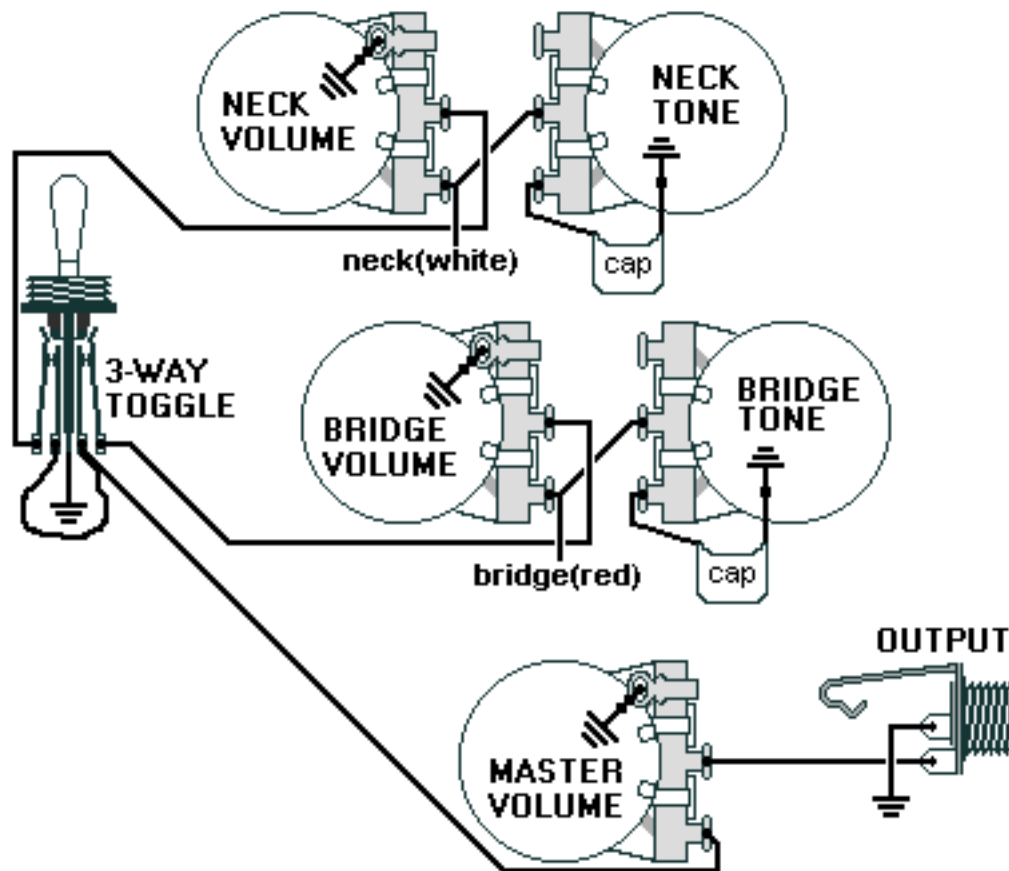 NECK
VOLUME
NECK
TONE
neck(white)
cap
3-WAY
TOGGLE
BRIDGE
VOLUME
BRIDGE
TONE
bridge(red)
cap
OUTPUT
MASTER
VOLUME